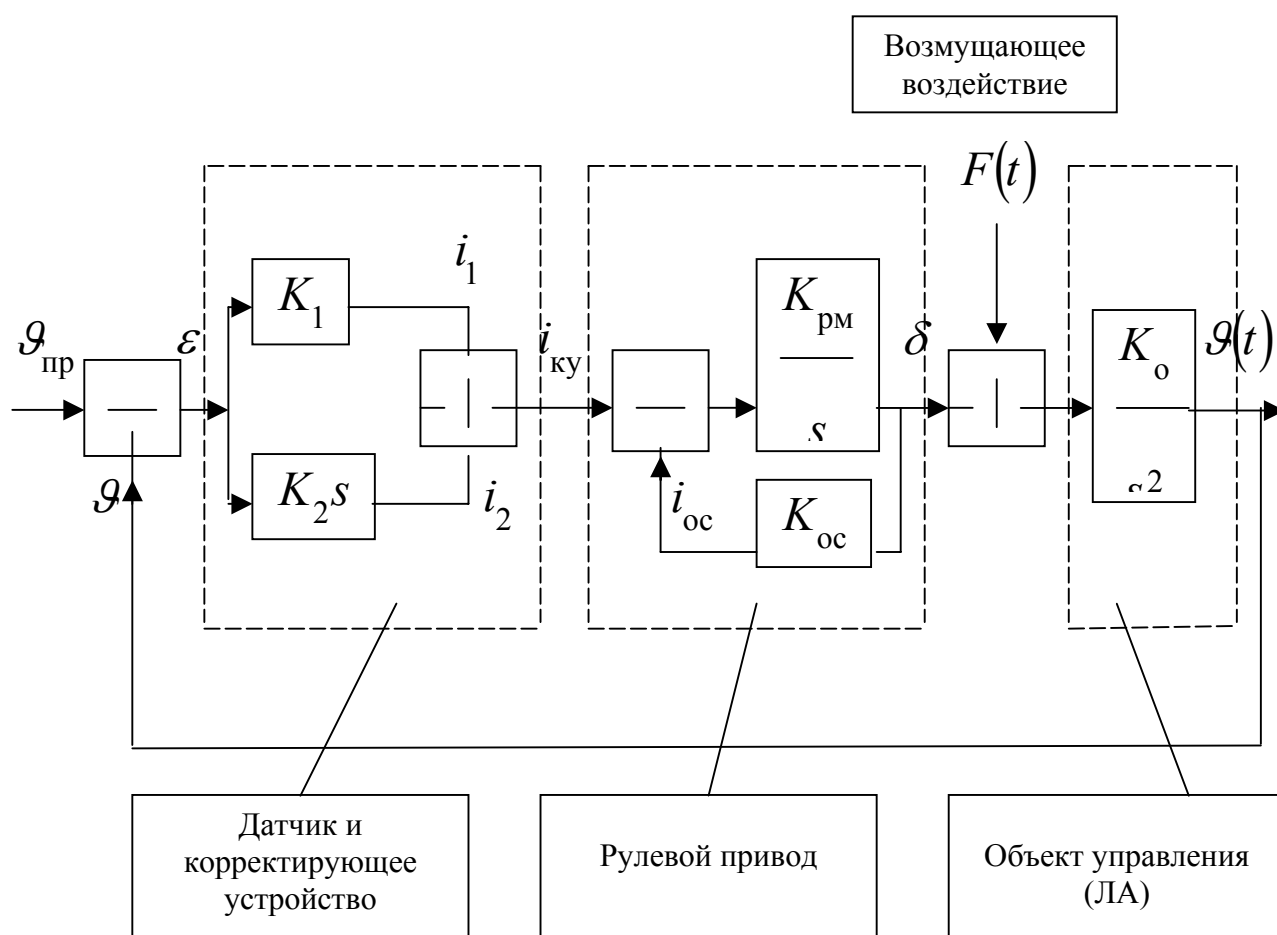 Возмущающее
воздействие
F(t)
K₁
i₁
Kрм
s
ϑпр
ε
iку
δ
Kо
s²
ϑ(t)
ϑ
K₂s
i₂
iос
Kос
Датчик и
корректирующее
устройство
Рулевой привод
Объект управления
(ЛА)